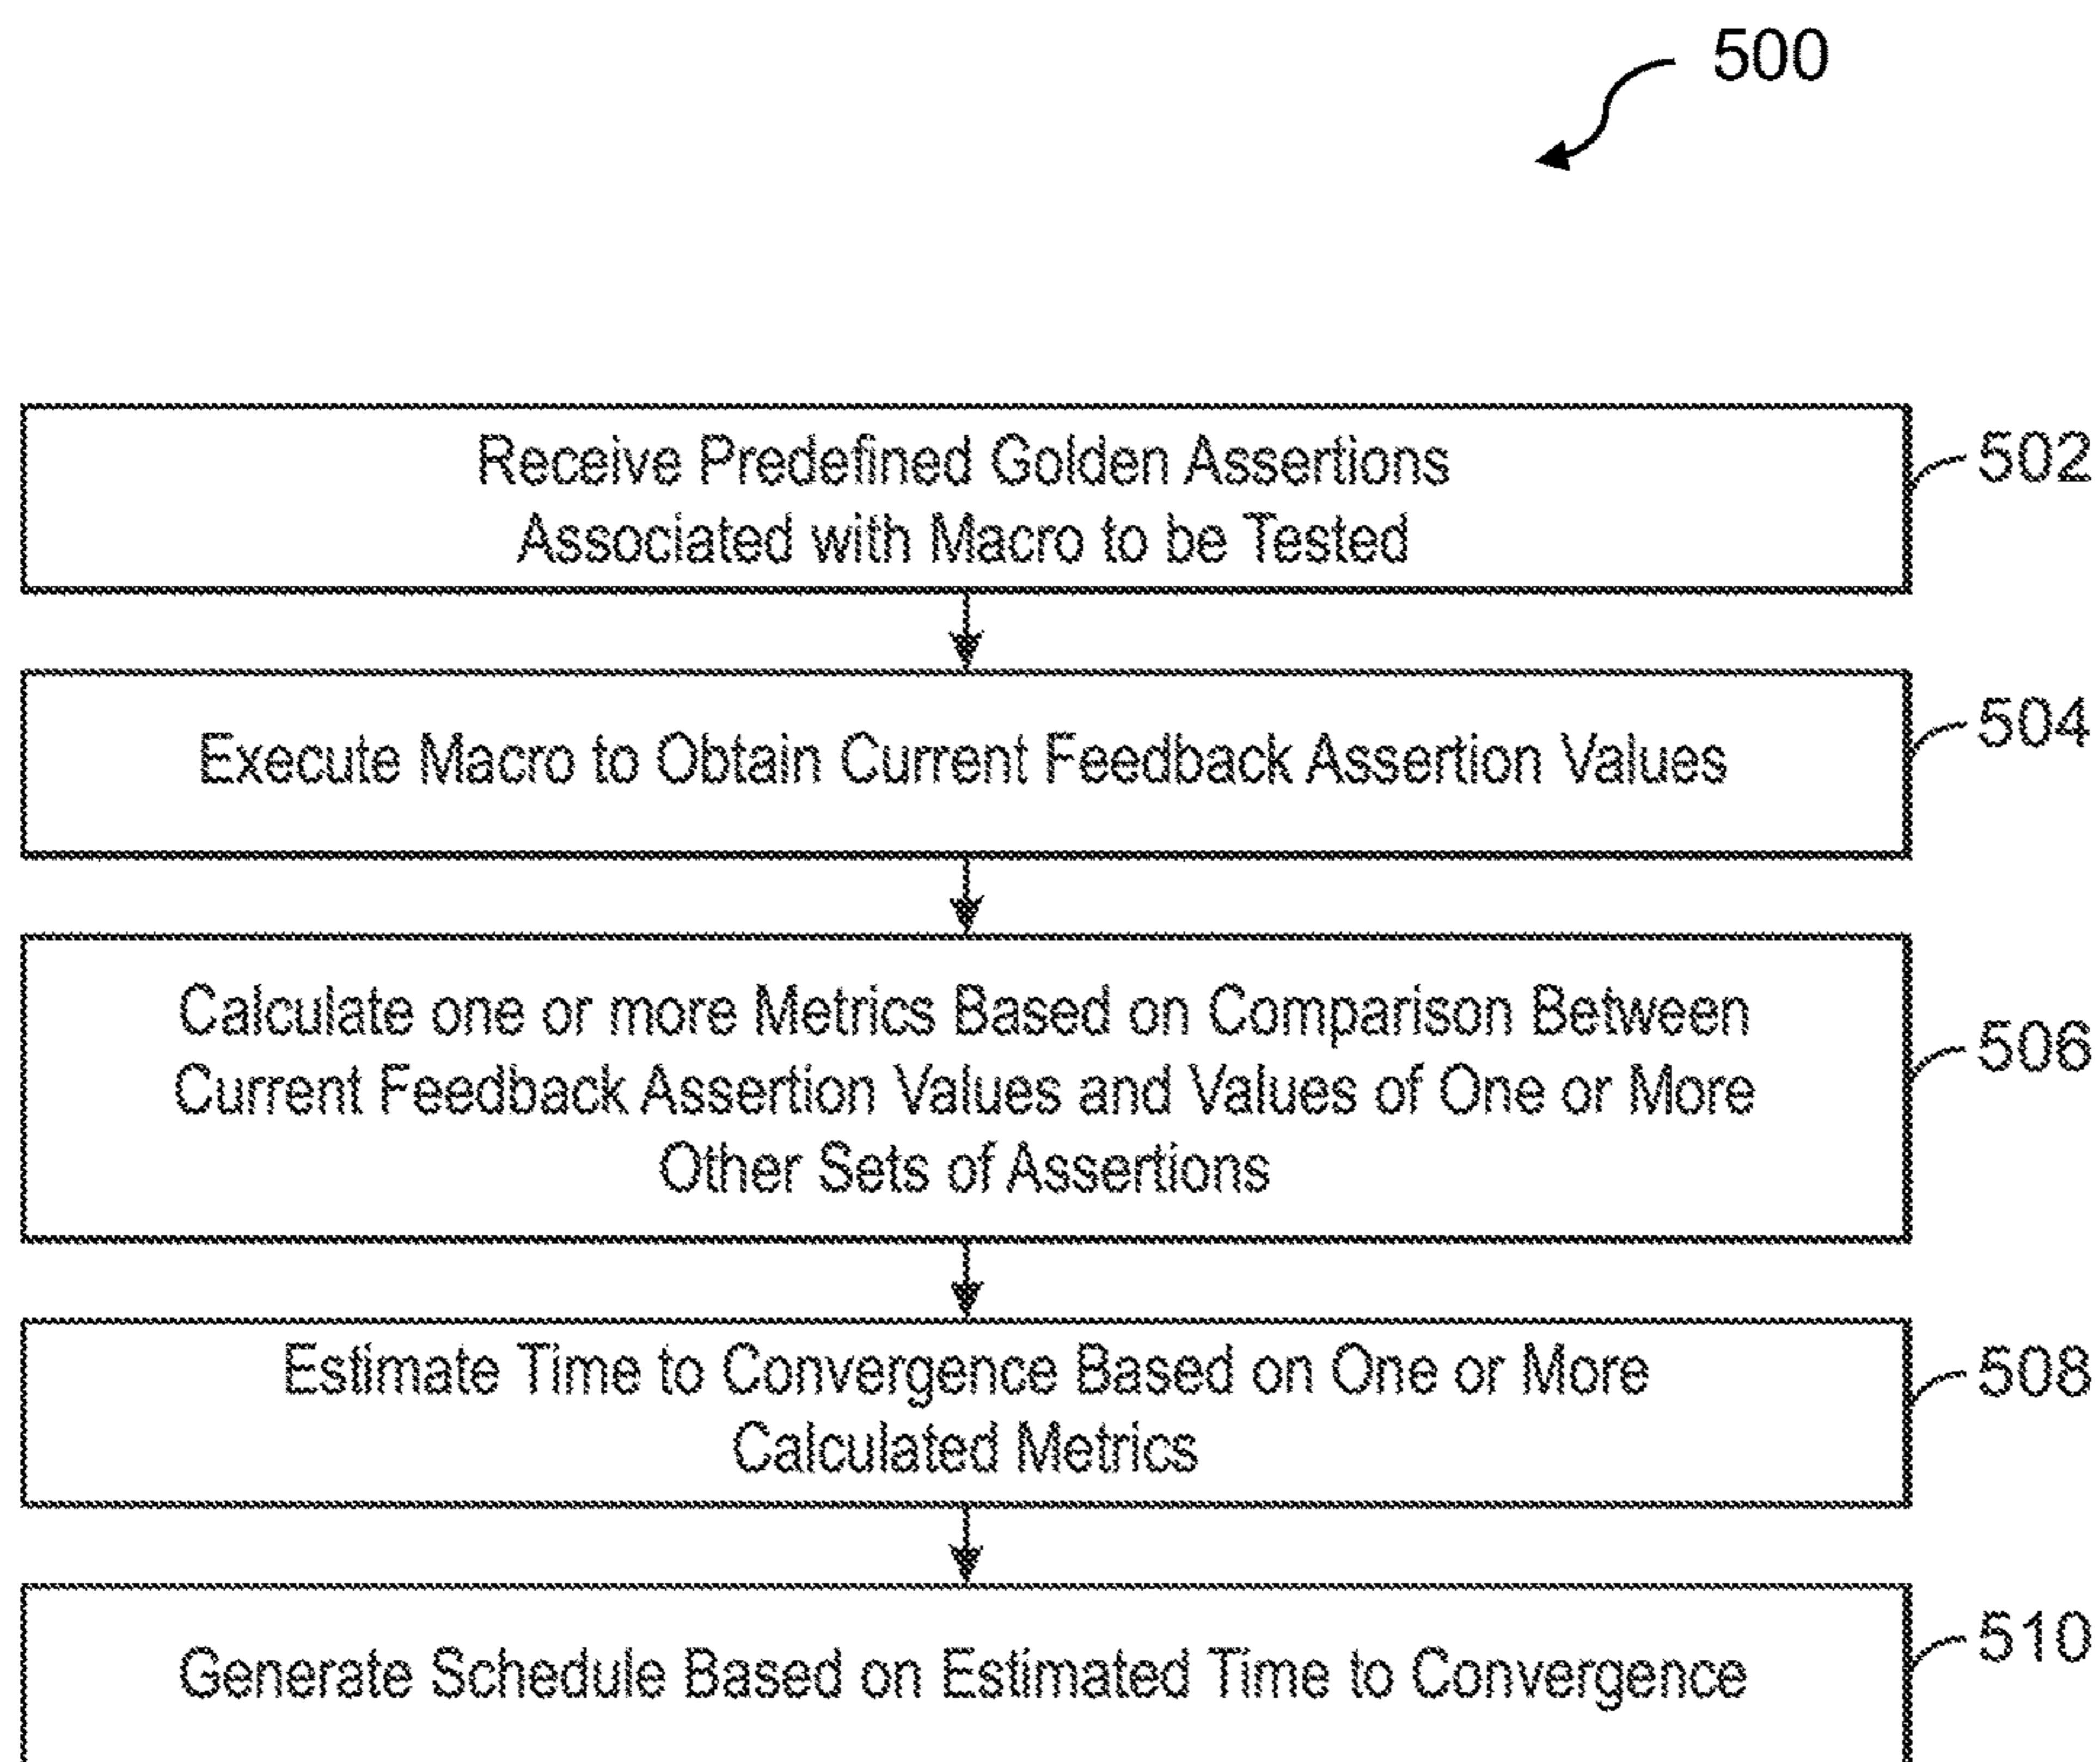 500
Receive Predefined Golden Assertions
Associated with Macro to be Tested
502
Execute Macro to Obtain Current Feedback Assertion Values
504
Calculate one or more Metrics Based on Comparison Between
Current Feedback Assertion Values and Values of One or More
Other Sets of Assertions
506
Estimate Time to Convergence Based on One or More
Calculated Metrics
508
Generate Schedule Based on Estimated Time to Convergence
510